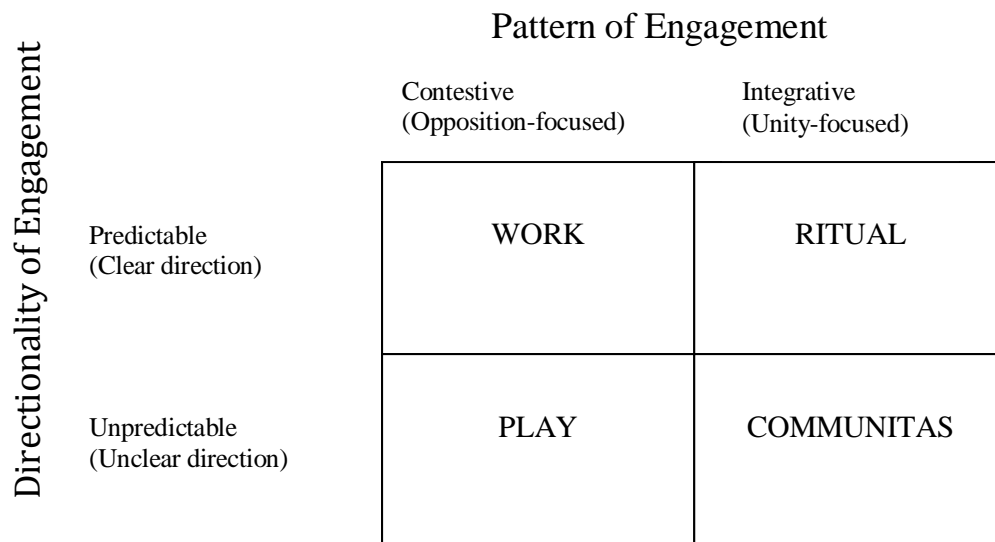 Pattern of Engagement
Directionality of Engagement
Contestive
(Opposition-focused)
Integrative
(Unity-focused)
Predictable
(Clear direction)
WORK
RITUAL
Unpredictable
(Unclear direction)
PLAY
COMMUNITAS